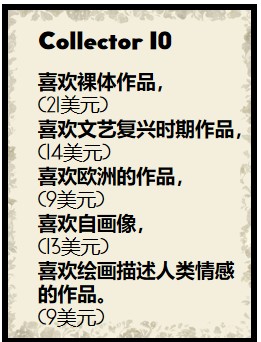 Collector 10
喜欢裸体作品，
(21美元)
喜欢文艺复兴时期作品，
(14美元)
喜欢欧洲的作品，
(9美元)
喜欢自画像，
(13美元)
喜欢绘画描述人类情感
的作品。
(9美元)